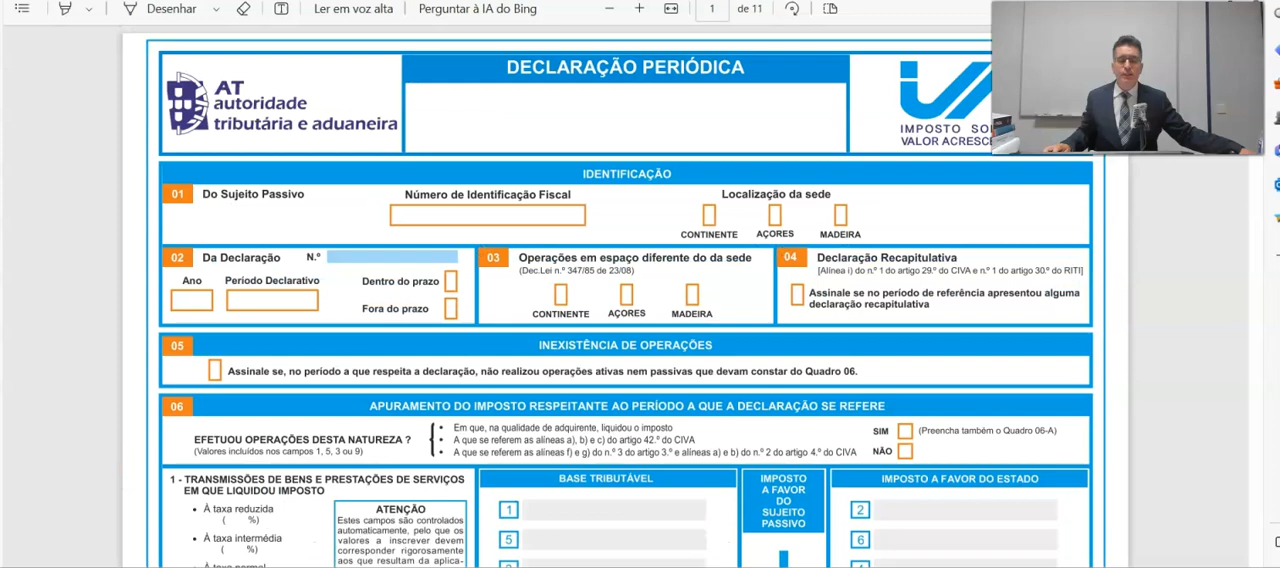 Desenhar
Ler em voz alta
Perguntar à IA do Bing
1
de 11
AT
autoridade
tributária e aduaneira
DECLARAÇÃO PERIÓDICA
IMPOSTO
VALOR
IDENTIFICAÇÃO
01
Do Sujeito Passivo
Número de Identificação Fiscal
Localização da sede
CONTINENTE
AÇORES
MADEIRA
02
Da Declaração
N.º
Ano
Período Declarativo
Dentro do prazo
Fora do prazo
03
Operações em espaço diferente do da sede
(Dec.Lei n.º 347/85 de 23/08)
CONTINENTE
AÇORES
MADEIRA
04
Declaração Recapitulativa
[Alínea i) do n.º 1 do artigo 29.º do CIVA e n.º 1 do artigo 30.º do RITI]
Assinale se no período de referência apresentou alguma
declaração recapitulativa
05
INEXISTÊNCIA DE OPERAÇÕES
Assinale se, no período a que respeita a declaração, não realizou operações ativas nem passivas que devam constar do Quadro 06.
06
APURAMENTO DO IMPOSTO RESPEITANTE AO PERÍODO A QUE A DECLARAÇÃO SE REFERE
EFETUOU OPERAÇÕES DESTA NATUREZA ?
(Valores incluídos nos campos 1, 5, 3 ou 9)
• Em que, na qualidade de adquirente, liquidou o imposto
• A que se referem as alíneas a), b) e c) do artigo 42.º do CIVA
• A que se referem as alíneas f) e g) do n.º 3 do artigo 3.º e alíneas a) e b) do n.º 2 do artigo 4.º do CIVA
SIM
(Preencha também o Quadro 06-A)
NÃO
1 - TRANSMISSÕES DE BENS E PRESTAÇÕES DE SERVIÇOS
EM QUE LIQUIDOU IMPOSTO
• À taxa reduzida
( %)
• À taxa intermédia
( %)
• À taxa normal
ATENÇÃO
Estes campos são controlados
automaticamente, pelo que os
valores a inscrever devem
corresponder rigorosamente
aos que resultam da aplica-
BASE TRIBUTÁVEL
1
5
IMPOSTO
A FAVOR
DO
SUJEITO
PASSIVO
IMPOSTO A FAVOR DO ESTADO
2
6